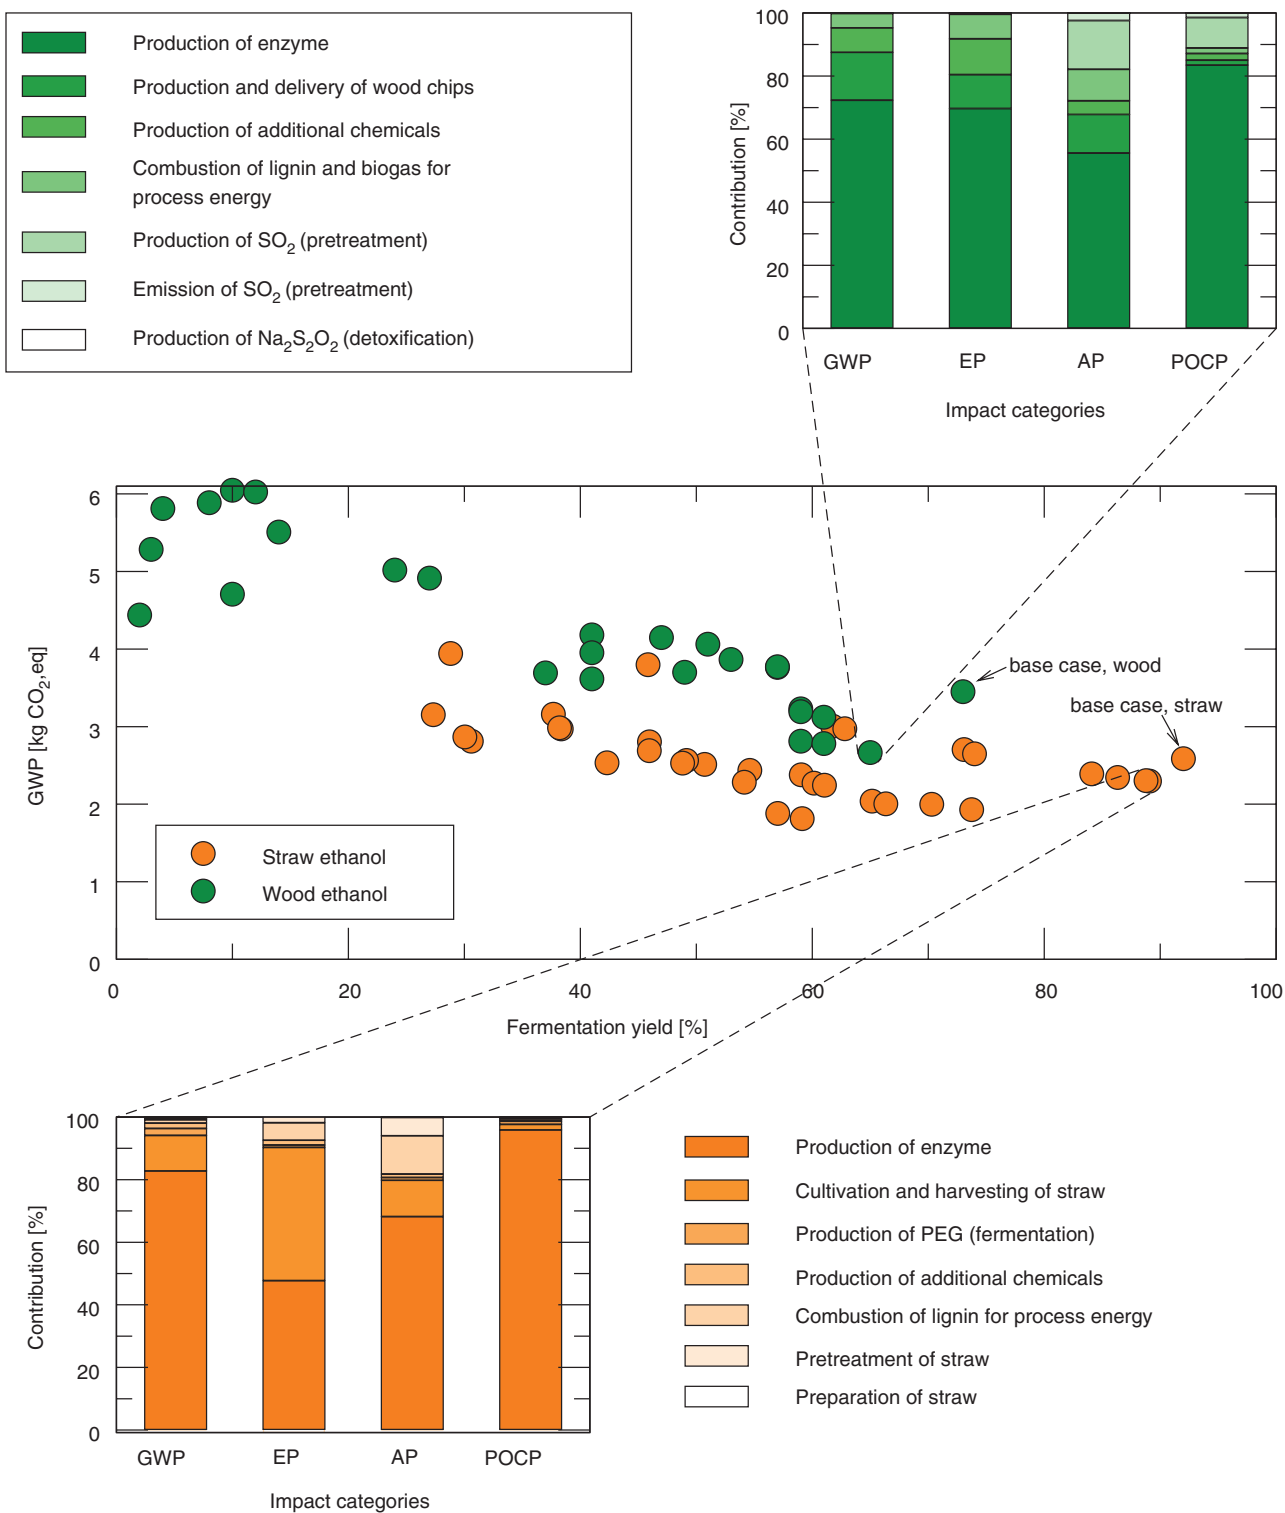 Production of enzyme
Production and delivery of wood chips
Production of additional chemicals
Combustion of lignin and biogas for
process energy
Production of SO2 (pretreatment)
Emission of SO2 (pretreatment)
Production of Na2S2O2 (detoxification)
100
80
60
40
20
0
Contribution [%]
GWP EP AP POCP
Impact categories
6
5
4
3
2
1
0
GWP [kg CO2,eq]
base case, wood
base case, straw
Straw ethanol
Wood ethanol
0 20 40 60 80 100
Fermentation yield [%]
100
80
60
40
20
0
Contribution [%]
GWP EP AP POCP
Impact categories
Production of enzyme
Cultivation and harvesting of straw
Production of PEG (fermentation)
Production of additional chemicals
Combustion of lignin for process energy
Pretreatment of straw
Preparation of straw